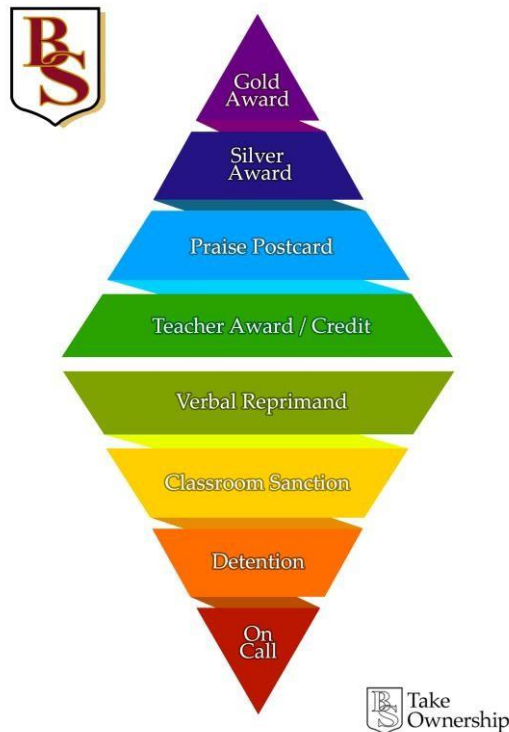 BS
Gold
Award
Silver
Award
Praise Postcard
Teacher Award / Credit
Verbal Reprimand
Classroom Sanction
Detention
On
Call
BS
Take
Ownership